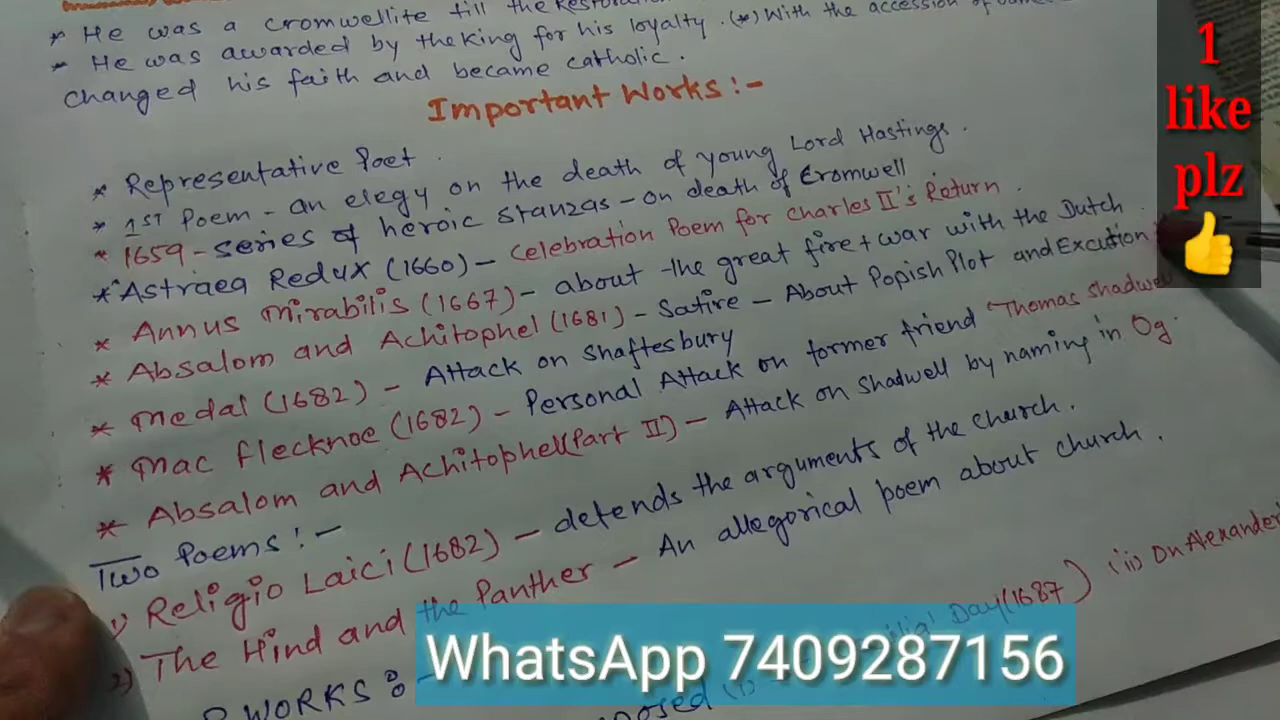 * He was a cromwellite till the Restoration
* He was awarded by the king for his loyalty. (*) With the accession of
changed his faith and became catholic.
Important Works:-
* Representative Poet.
* 1ST Poem - an elegy on the death of young Lord Hastings.
* 1659 - series of heroic stanzas - on death of Cromwell
* Astraea Redux (1660) - Celebration Poem for Charles II's Return.
* Annus Mirabilis (1667) - about the great fire + war with the Dutch.
* Absalom and Achitophel (1681) - Satire - About Popish Plot and Excution
* Medal (1682) - Attack on Shaftesbury
* Mac Flecknoe (1682) - Personal Attack on former friend "Thomas Shadwell
* Absalom and Achitophel (Part II) - Attack on Shadwell by naming in Og.
Two Poems:-
1) Religio Laici (1682) - defends the arguments of the church.
2) The Hind and the Panther - An allegorical poem about church.
WORKS :-
Day (1687) (ii) On Alexander
(i)
1
like
plz
👍
WhatsApp 7409287156